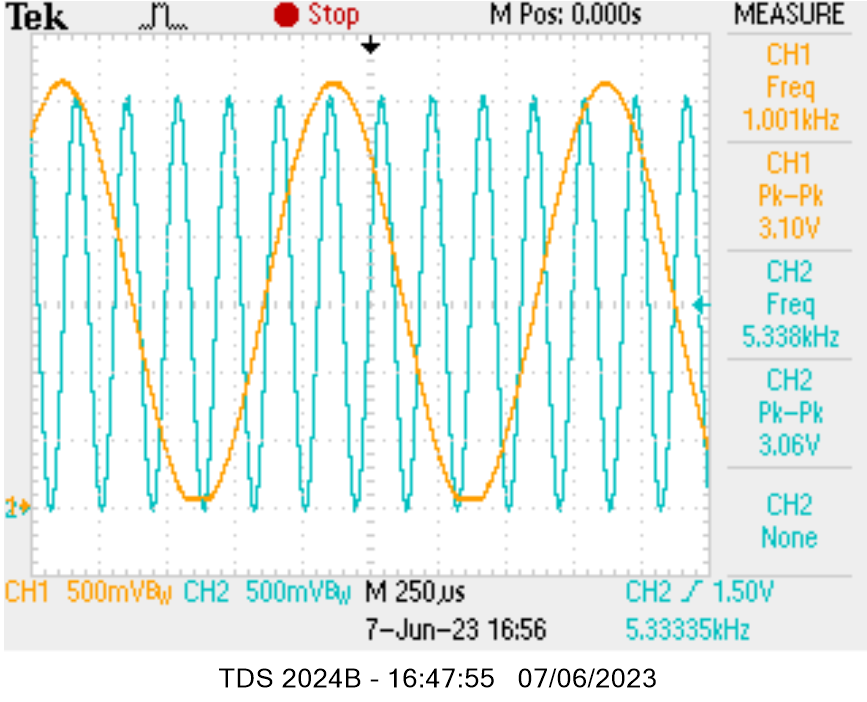 Tek Stop M Pos: 0.000s MEASURE
CH1
Freq
1.001kHz
CH1
Pk-Pk
3.10V
CH2
Freq
5.338kHz
CH2
Pk-Pk
3.06V
CH2
None
CH1 500mVBW CH2 500mVBW M 250µs CH2 1.50V
7-Jun-23 16:56 5.33335kHz
TDS 2024B - 16:47:55 07/06/2023